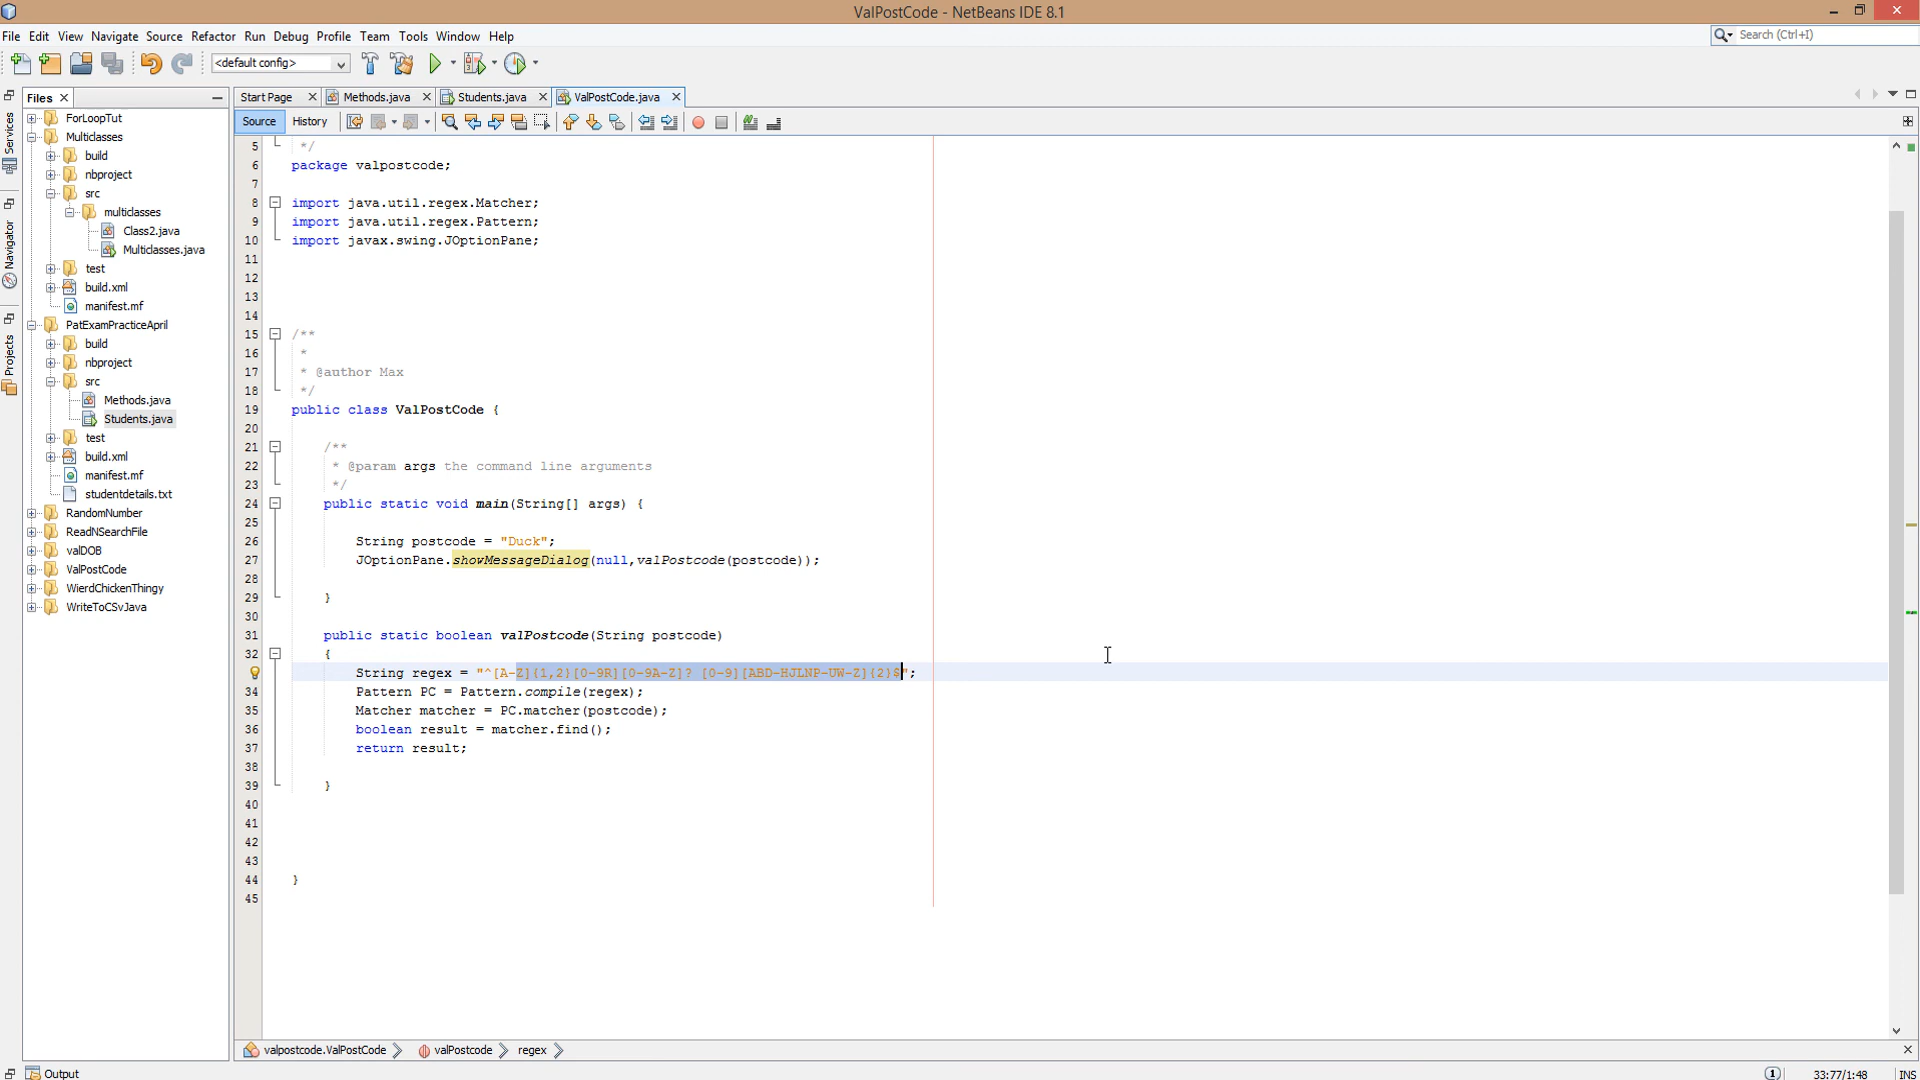 ValPostCode - NetBeans IDE 8.1
File Edit View Navigate Source Refactor Run Debug Profile Team Tools Window Help
Search (Ctrl+I)
<default config>
Files
Start Page
Methods.java
Students.java
ValPostCode.java
Source
History
Services
Navigator
Projects
ForLoopTut
Multiclasses
build
nbproject
src
multiclasses
Class2.java
Multiclasses.java
test
build.xml
manifest.mf
PatExamPracticeApril
build
nbproject
src
Methods.java
Students.java
test
build.xml
manifest.mf
studentdetails.txt
RandomNumber
ReadNSearchFile
valDOB
ValPostCode
WierdChickenThingy
WriteToCSvJava
5 */
6 package valpostcode;
7
8 import java.util.regex.Matcher;
9 import java.util.regex.Pattern;
10 import javax.swing.JOptionPane;
11
12
13
14
15 /**
16 *
17 * @author Max
18 */
19 public class ValPostCode {
20
21 /**
22 * @param args the command line arguments
23 */
24 public static void main(String[] args) {
25
26 String postcode = "Duck";
27 JOptionPane.showMessageDialog(null,valPostcode(postcode));
28
29 }
30
31 public static boolean valPostcode(String postcode)
32 {
String regex = "^[A-Z]{1,2}[0-9R][0-9A-Z]? [0-9][ABD-HJLNP-UW-Z]{2}$";
34 Pattern PC = Pattern.compile(regex);
35 Matcher matcher = PC.matcher(postcode);
36 boolean result = matcher.find();
37 return result;
38
39 }
40
41
42
43
44 }
45
valpostcode.ValPostCode
valPostcode
regex
Output
1
33:77/1:48
INS